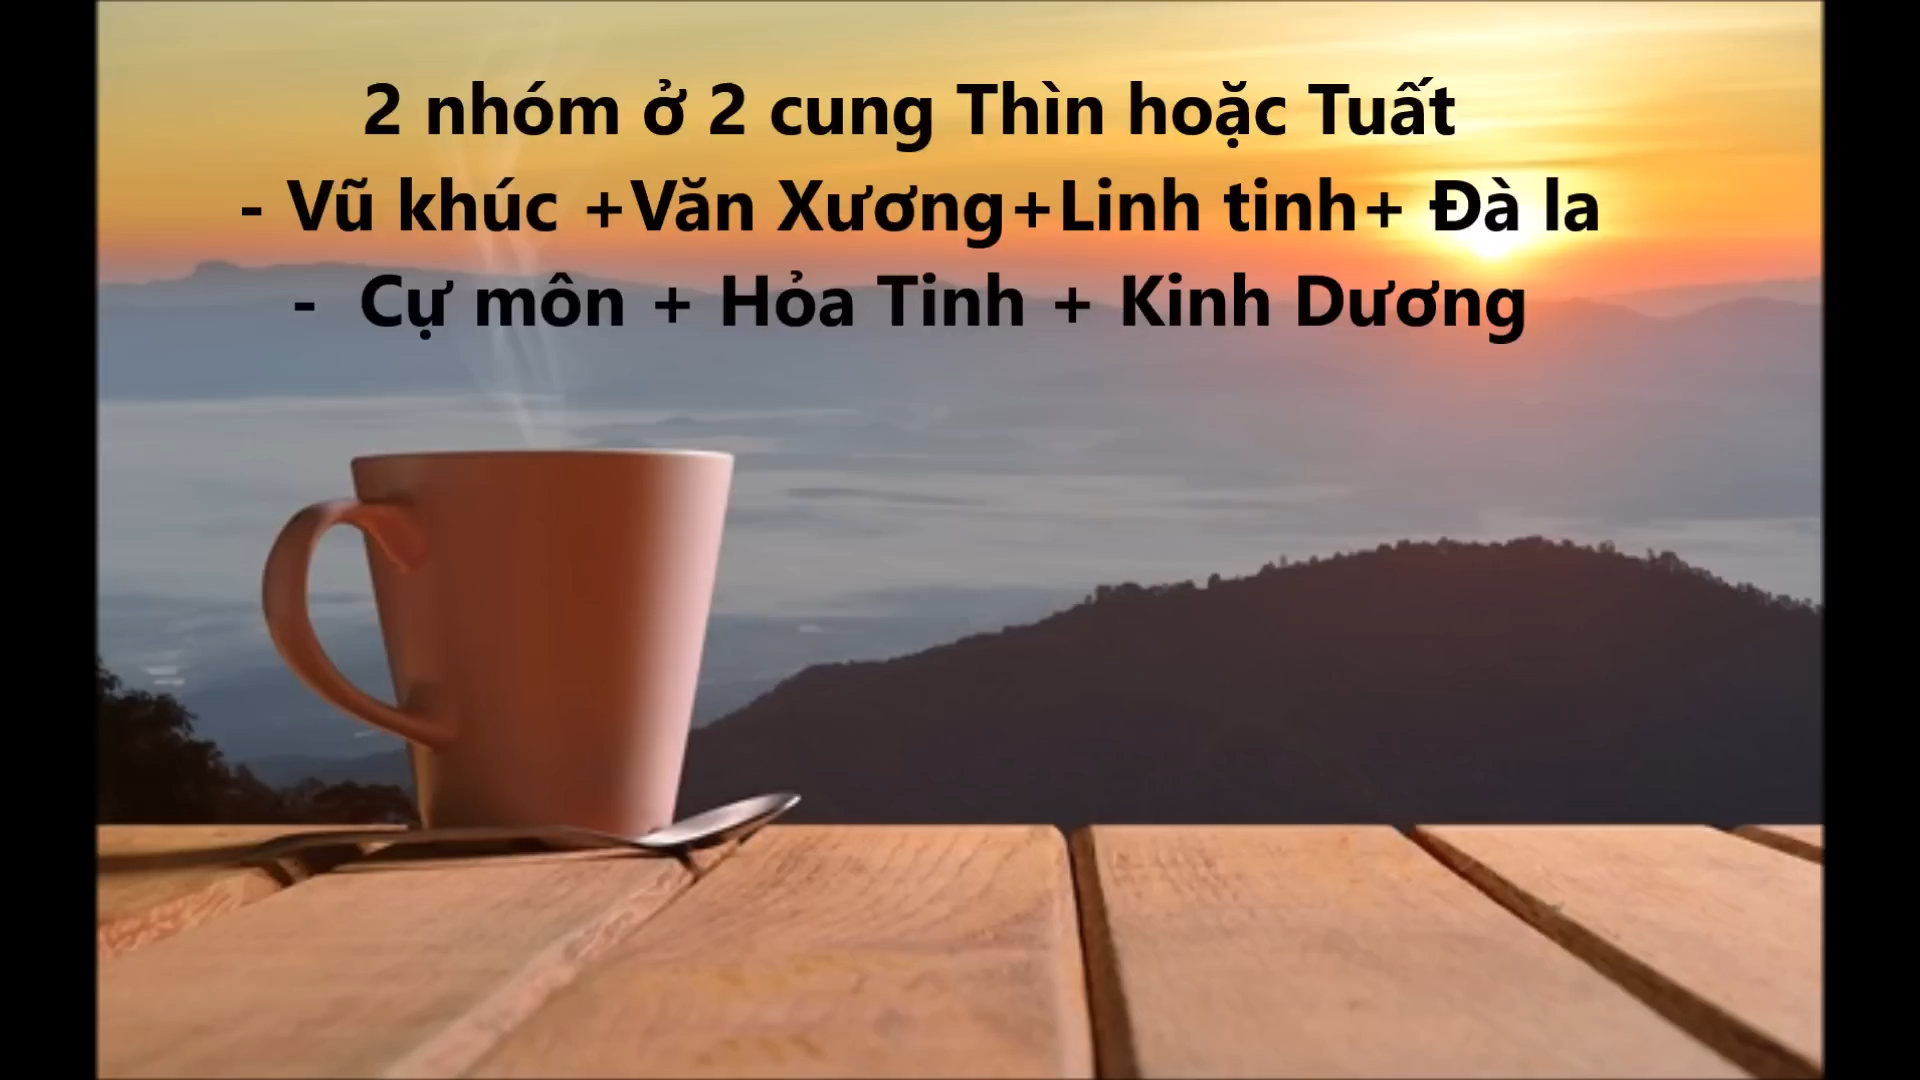 2 nhóm ở 2 cung Thìn hoặc Tuất
- Vũ khúc +Văn Xương+Linh tinh+ Đà la
- Cự môn + Hỏa Tinh + Kinh Dương